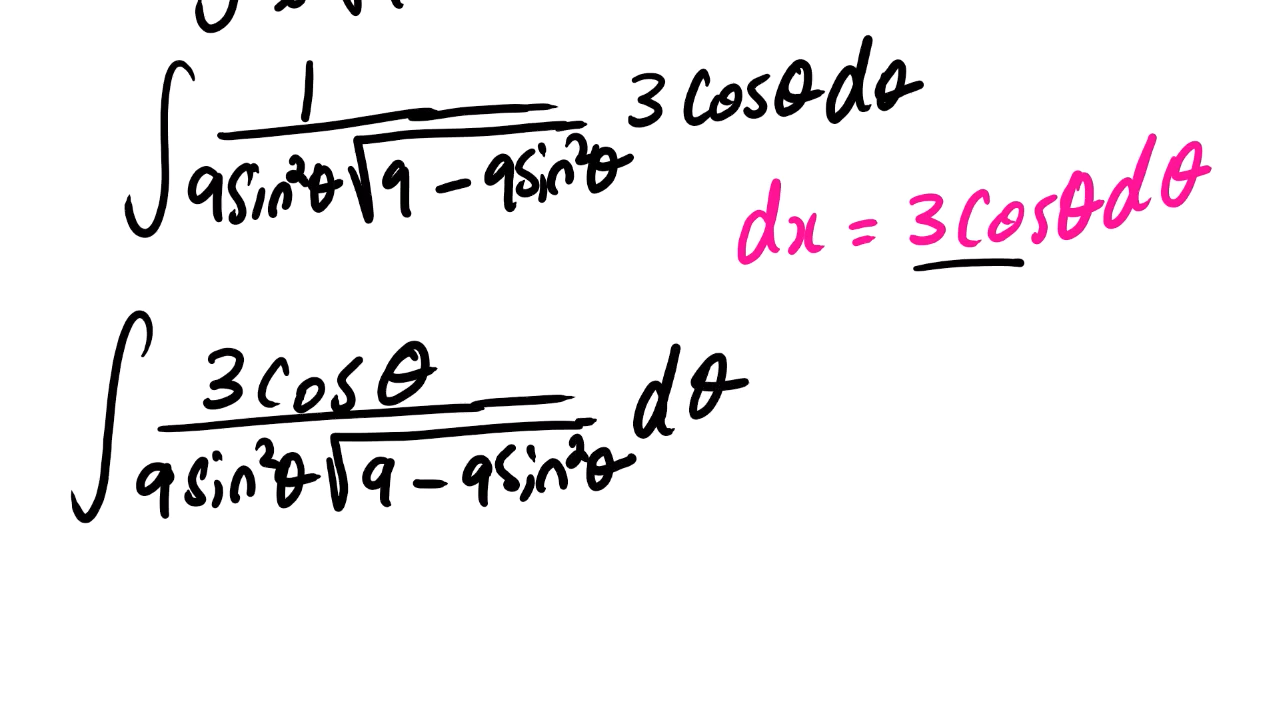 ∫ 1/(9sin²θ√(9 - 9sin²θ)) 3cosθdθ
dx = 3cosθdθ
∫ 3cosθ/(9sin²θ√(9 - 9sin²θ)) dθ